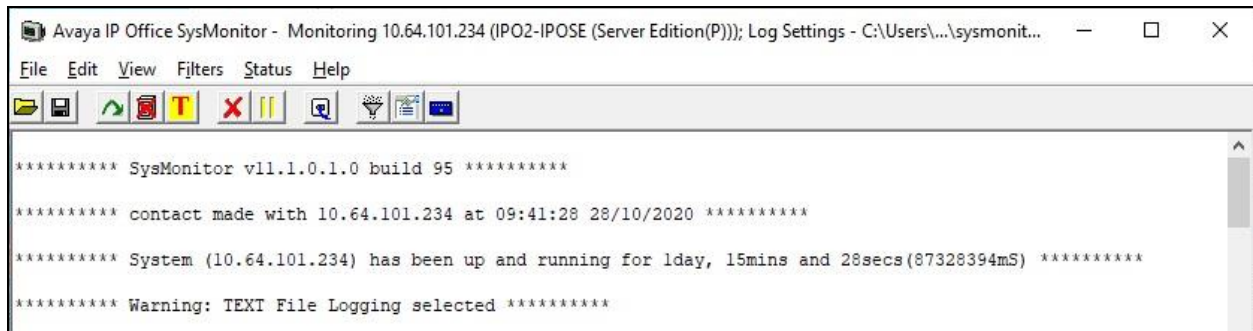 Avaya IP Office SysMonitor - Monitoring 10.64.101.234 (IPO2-IPOSE (Server Edition(P))); Log Settings - C:\Users\...\sysmonit...
File Edit View Filters Status Help
T
********** SysMonitor v11.1.0.1.0 build 95 **********
********** contact made with 10.64.101.234 at 09:41:28 28/10/2020 **********
********** System (10.64.101.234) has been up and running for 1day, 15mins and 28secs(87328394mS) **********
********** Warning: TEXT File Logging selected **********